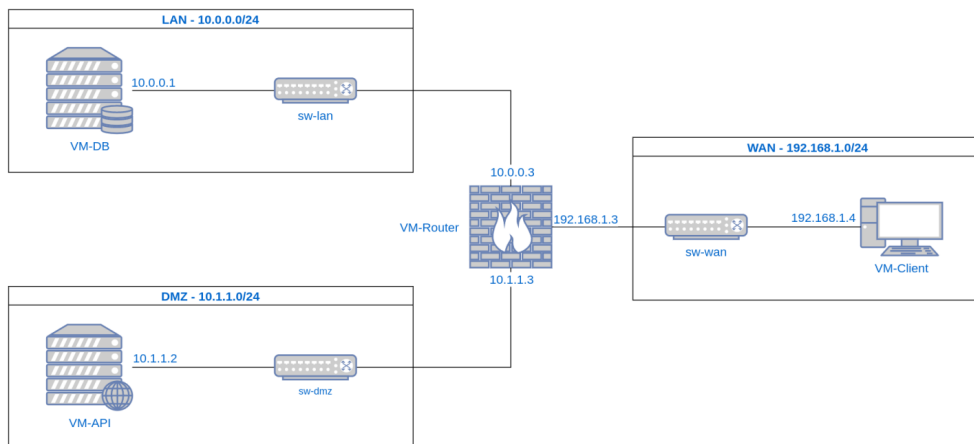 LAN - 10.0.0.0/24
10.0.0.1
sw-lan
VM-DB
10.0.0.3
VM-Router
192.168.1.3
10.1.1.3
WAN - 192.168.1.0/24
192.168.1.4
sw-wan
VM-Client
DMZ - 10.1.1.0/24
10.1.1.2
sw-dmz
VM-API